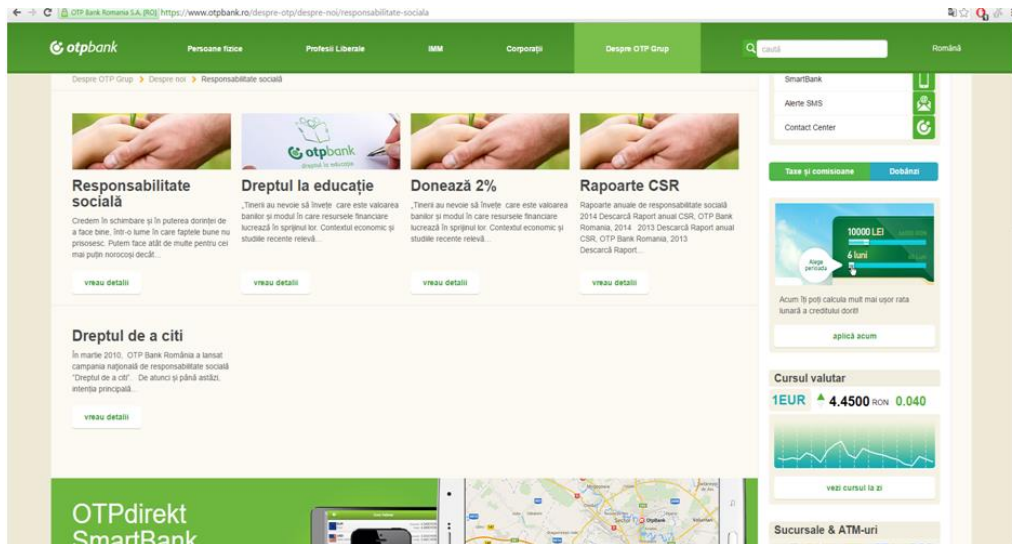 OTP Bank Romania S.A. [RO] https://www.otpbank.ro/despre-otp/despre-noi/responsabilitate-sociala
otpbank
Persoane fizice
Profesii Liberale
IMM
Corporații
Despre OTP Grup
caută
Română
Despre OTP Grup > Despre noi > Responsabilitate socială
otpbank
dreptul la educație
Responsabilitate
socială
Credem în schimbare și în puterea dorinței de
a face bine, într-o lume în care faptele bune nu
prisosesc. Putem face atât de multe pentru cei
mai puțin norocoși decât...
vreau detalii
Dreptul la educație
„Tinerii au nevoie să învețe care este valoarea
banilor și modul în care resursele financiare
lucrează în sprijinul lor. Contextul economic și
studiile recente relevă...
vreau detalii
Donează 2%
„Tinerii au nevoie să învețe care este valoarea
banilor și modul în care resursele financiare
lucrează în sprijinul lor. Contextul economic și
studiile recente relevă...
vreau detalii
Rapoarte CSR
Rapoarte anuale de responsabilitate socială
2014 Descarcă Raport anual CSR, OTP Bank
Romania, 2014 2013 Descarcă Raport anual
CSR, OTP Bank Romania, 2013
Descarcă Raport...
vreau detalii
Dreptul de a citi
În martie 2010, OTP Bank România a lansat
campania națională de responsabilitate socială
"Dreptul de a citi". De atunci și până astăzi,
intenția principală...
vreau detalii
OTPdirekt
SmartBank
Sector
otpbank
SmartBank
Alerte SMS
Contact Center
Taxe și comisioane
Dobânzi
10000 LEI
6 luni
Alege
perioada
Acum îți poți calcula mult mai ușor rata
lunară a creditului dorit!
aplică acum
Cursul valutar
1EUR 4.4500 RON 0.040
vezi cursul la zi
Sucursale & ATM-uri